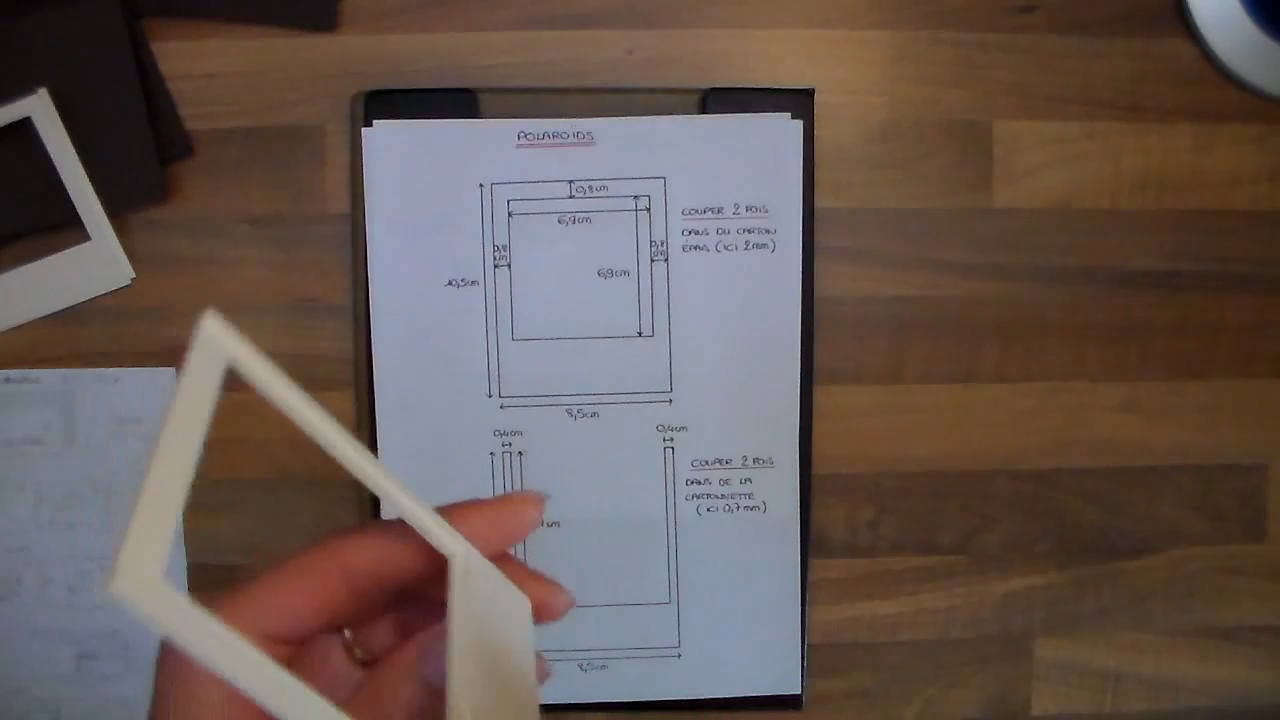 POLAROIDS
0,8cm
6,9cm
0,8
cm
0,8
cm
6,9cm
10,5cm
8,5cm
COUPER 2 FOIS
DANS DU CARTON
ÉPAIS (ICI 2mm)
0,4cm
0,4cm
COUPER 2 FOIS
DANS DE LA
CARTONNETTE
(ICI 0,7mm)
8,5cm